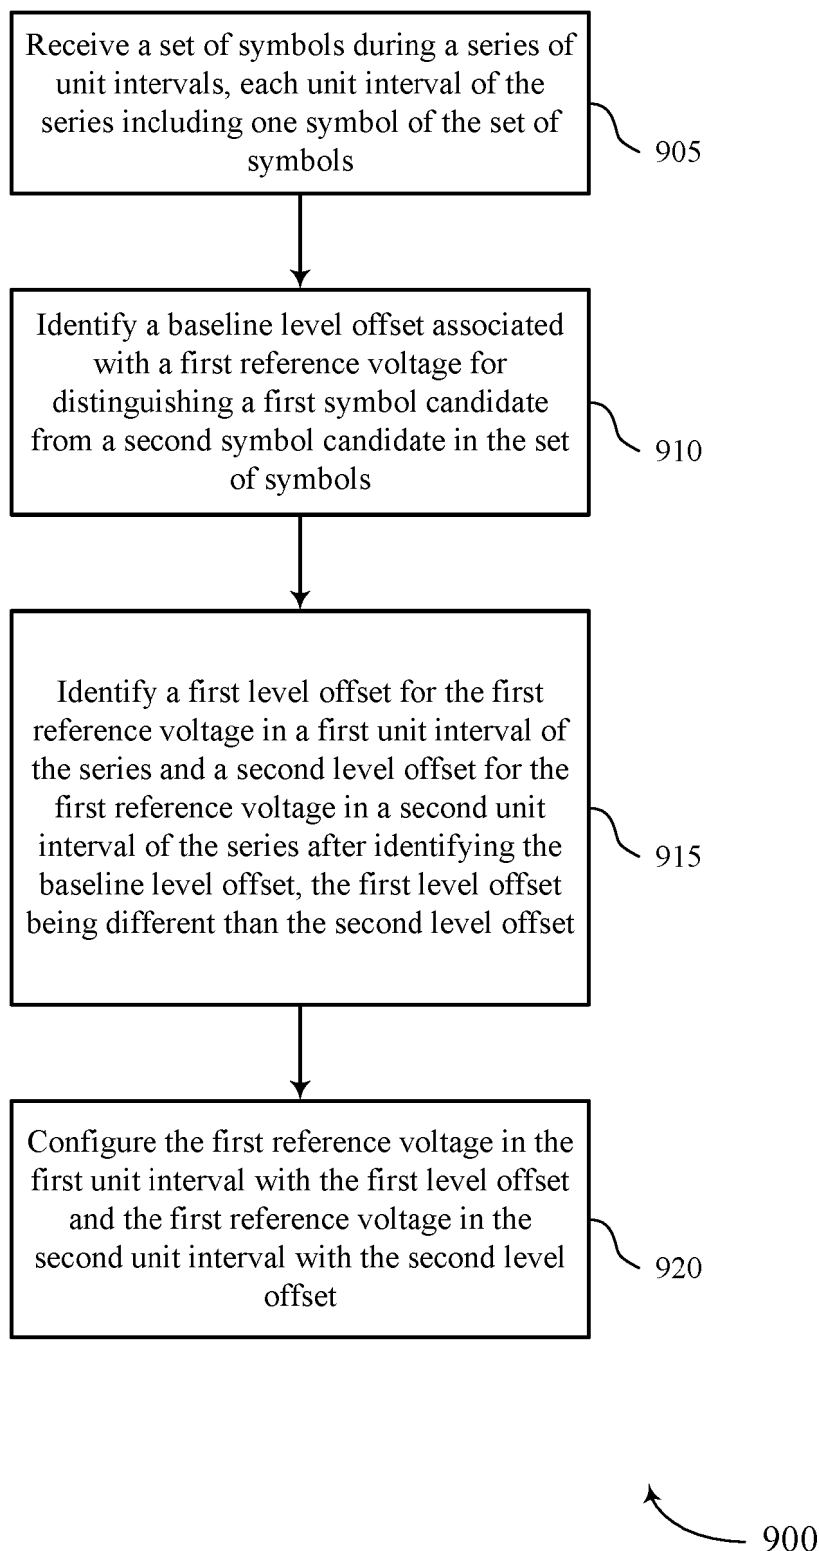 Receive a set of symbols during a series of
unit intervals, each unit interval of the
series including one symbol of the set of
symbols
905
Identify a baseline level offset associated
with a first reference voltage for
distinguishing a first symbol candidate
from a second symbol candidate in the set
of symbols
910
Identify a first level offset for the first
reference voltage in a first unit interval of
the series and a second level offset for the
first reference voltage in a second unit
interval of the series after identifying the
baseline level offset, the first level offset
being different than the second level offset
915
Configure the first reference voltage in the
first unit interval with the first level offset
and the first reference voltage in the
second unit interval with the second level
offset
920
900